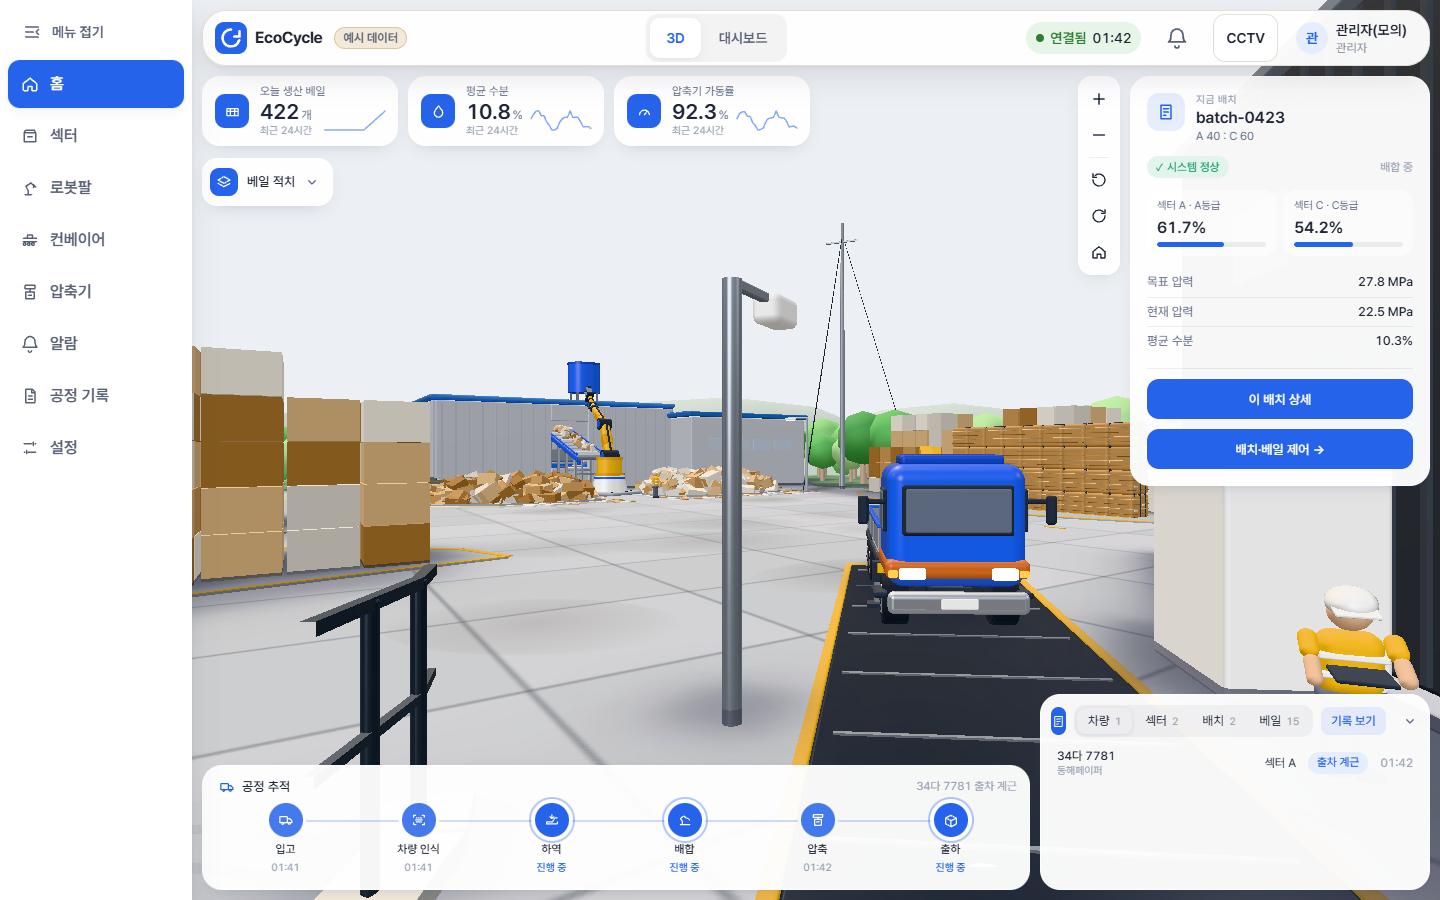 메뉴 접기
홈
섹터
로봇팔
컨베이어
압축기
알람
공정 기록
설정
EcoCycle
예시 데이터
3D
대시보드
연결됨 01:42
CCTV
관
관리자(모의)
관리자
오늘 생산 베일
422 개
최근 24시간
평균 수분
10.8 %
최근 24시간
압축기 가동률
92.3 %
최근 24시간
베일 적치
지금 배치
batch-0423
A 40 : C 60
✓ 시스템 정상
배합 중
섹터 A · A등급
61.7%
섹터 C · C등급
54.2%
목표 압력 27.8 MPa
현재 압력 22.5 MPa
평균 수분 10.3%
이 배치 상세
배치·베일 제어 →
차량 1 섹터 2 배치 2 베일 15 기록 보기
34다 7781
동해페이퍼
섹터 A 출차 계근 01:42
공정 추적
34다 7781 출차 계근
입고
01:41
차량 인식
01:41
하역
진행 중
배합
진행 중
압축
01:42
출하
진행 중